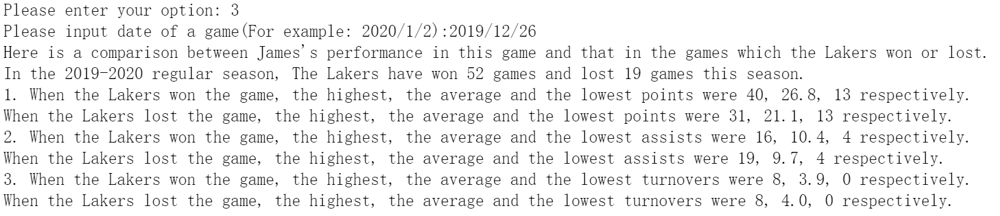 Please enter your option: 3
Please input date of a game(For example: 2020/1/2):2019/12/26
Here is a comparison between James's performance in this game and that in the games which the Lakers won or lost.
In the 2019-2020 regular season, The Lakers have won 52 games and lost 19 games this season.
1. When the Lakers won the game, the highest, the average and the lowest points were 40, 26.8, 13 respectively.
When the Lakers lost the game, the highest, the average and the lowest points were 31, 21.1, 13 respectively.
2. When the Lakers won the game, the highest, the average and the lowest assists were 16, 10.4, 4 respectively.
When the Lakers lost the game, the highest, the average and the lowest assists were 19, 9.7, 4 respectively.
3. When the Lakers won the game, the highest, the average and the lowest turnovers were 8, 3.9, 0 respectively.
When the Lakers lost the game, the highest, the average and the lowest turnovers were 8, 4.0, 0 respectively.